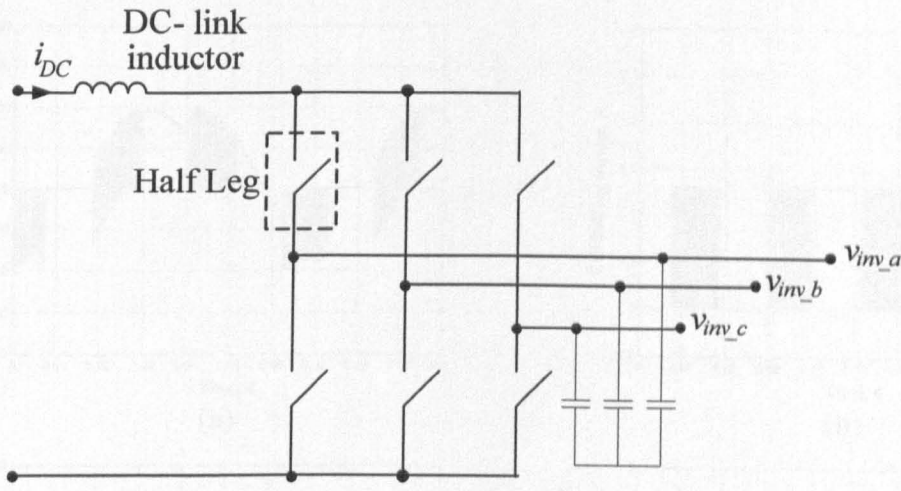 DC- link
inductor
i_DC
Half Leg
v_inv_a
v_inv_b
v_inv_c